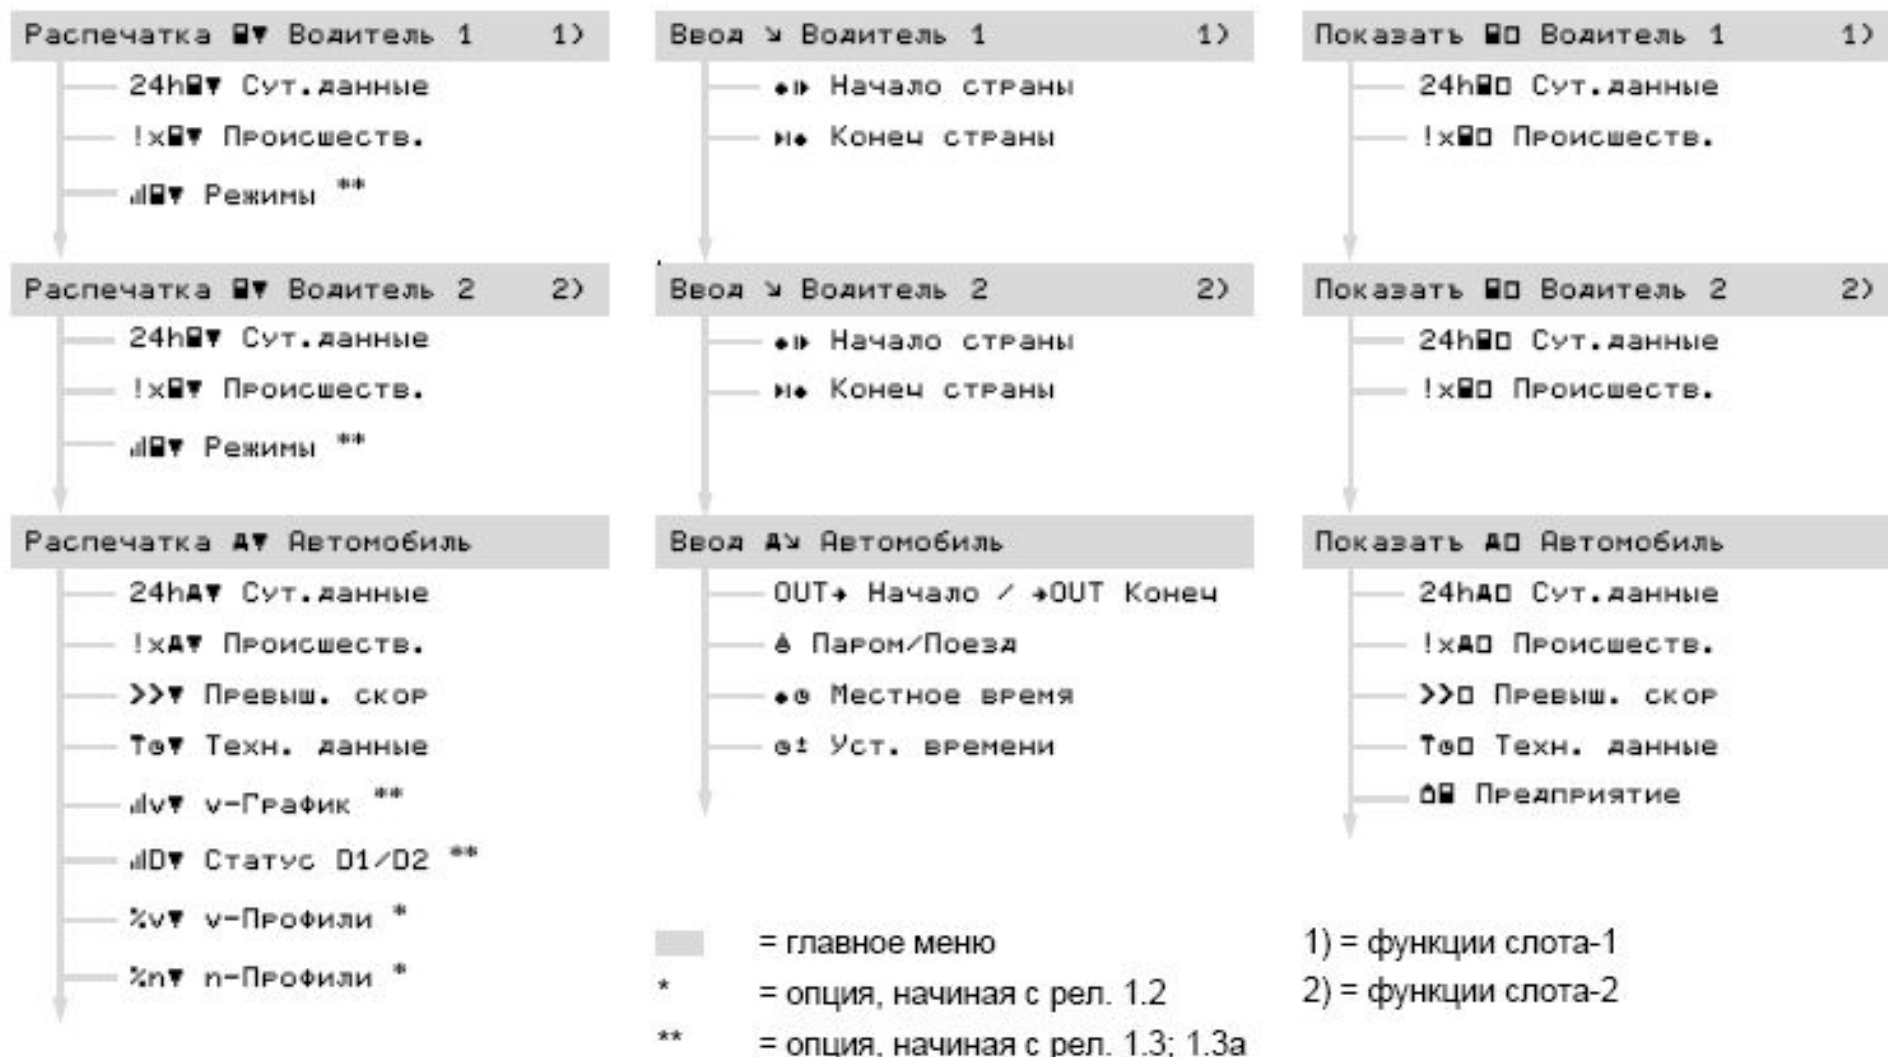 Распечатка ▼ Водитель 1 1)
24h▼ Сут.данные
!x▼ Происшеств.
▼ Режимы **
Распечатка ▼ Водитель 2 2)
24h▼ Сут.данные
!x▼ Происшеств.
▼ Режимы **
Распечатка ▼ Автомобиль
24h▼ Сут.данные
!x▼ Происшеств.
>>▼ Превыш. скор
T▼ Техн. данные
v▼ v-График **
D▼ Статус D1/D2 **
%v▼ v-Профили *
%n▼ n-Профили *
Ввод Водитель 1 1)
Начало страны
Конец страны
Ввод Водитель 2 2)
Начало страны
Конец страны
Ввод Автомобиль
OUT→ Начало / →OUT Конец
Паром/Поезд
Местное время
Уст. времени
Показать Водитель 1 1)
24h Сут.данные
!x Происшеств.
Показать Водитель 2 2)
24h Сут.данные
!x Происшеств.
Показать Автомобиль
24h Сут.данные
!x Происшеств.
>> Превыш. скор
T Техн. данные
Предприятие
= главное меню
* = опция, начиная с рел. 1.2
** = опция, начиная с рел. 1.3; 1.3а
1) = функции слота-1
2) = функции слота-2